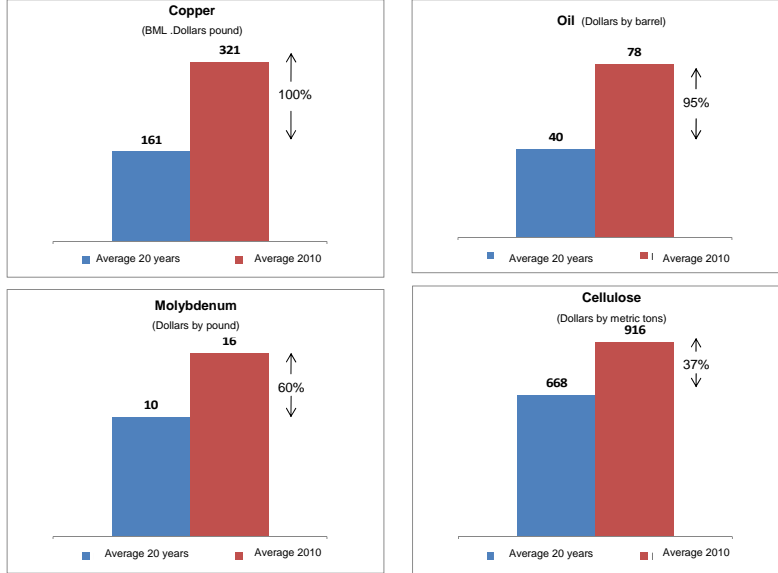 Copper
(BML .Dollars pound)
321
100%
161
Average 20 years Average 2010
Oil (Dollars by barrel)
78
95%
40
Average 20 years Average 2010
Molybdenum
(Dollars by pound)
16
60%
10
Average 20 years Average 2010
Cellulose
(Dollars by metric tons)
916
37%
668
Average 20 years Average 2010